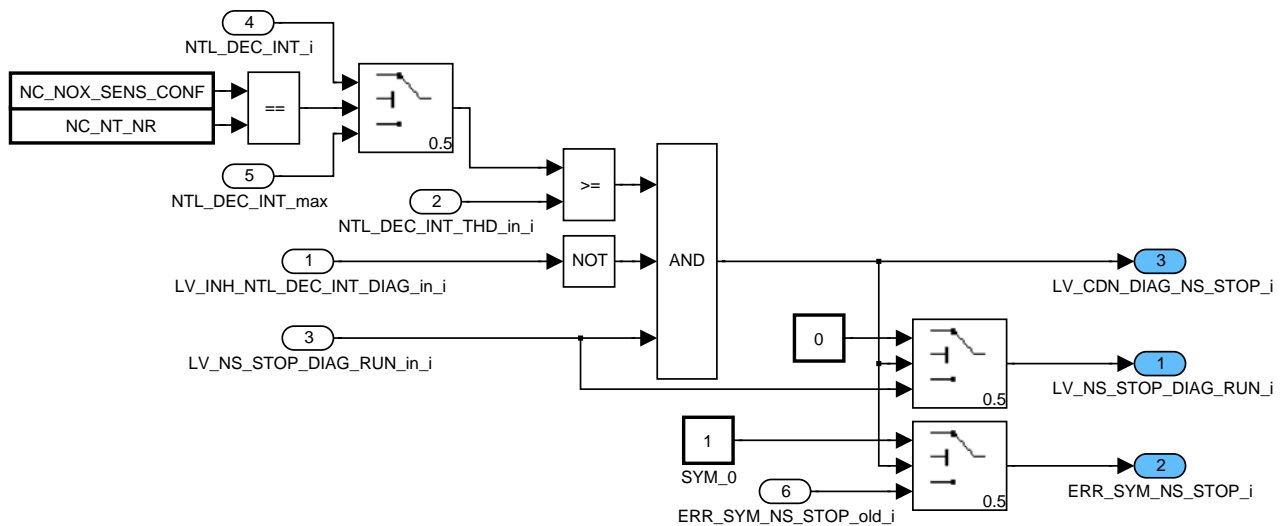 4
NTL_DEC_INT_i
NC_NOX_SENS_CONF
==
NC_NT_NR
0.5
5
NTL_DEC_INT_max
>=
2
NTL_DEC_INT_THD_in_i
1
NOT
AND
3
LV_INH_NTL_DEC_INT_DIAG_in_i
LV_CDN_DIAG_NS_STOP_i
3
LV_NS_STOP_DIAG_RUN_in_i
0
1
LV_NS_STOP_DIAG_RUN_i
0.5
1
SYM_0
2
ERR_SYM_NS_STOP_i
6
0.5
ERR_SYM_NS_STOP_old_i